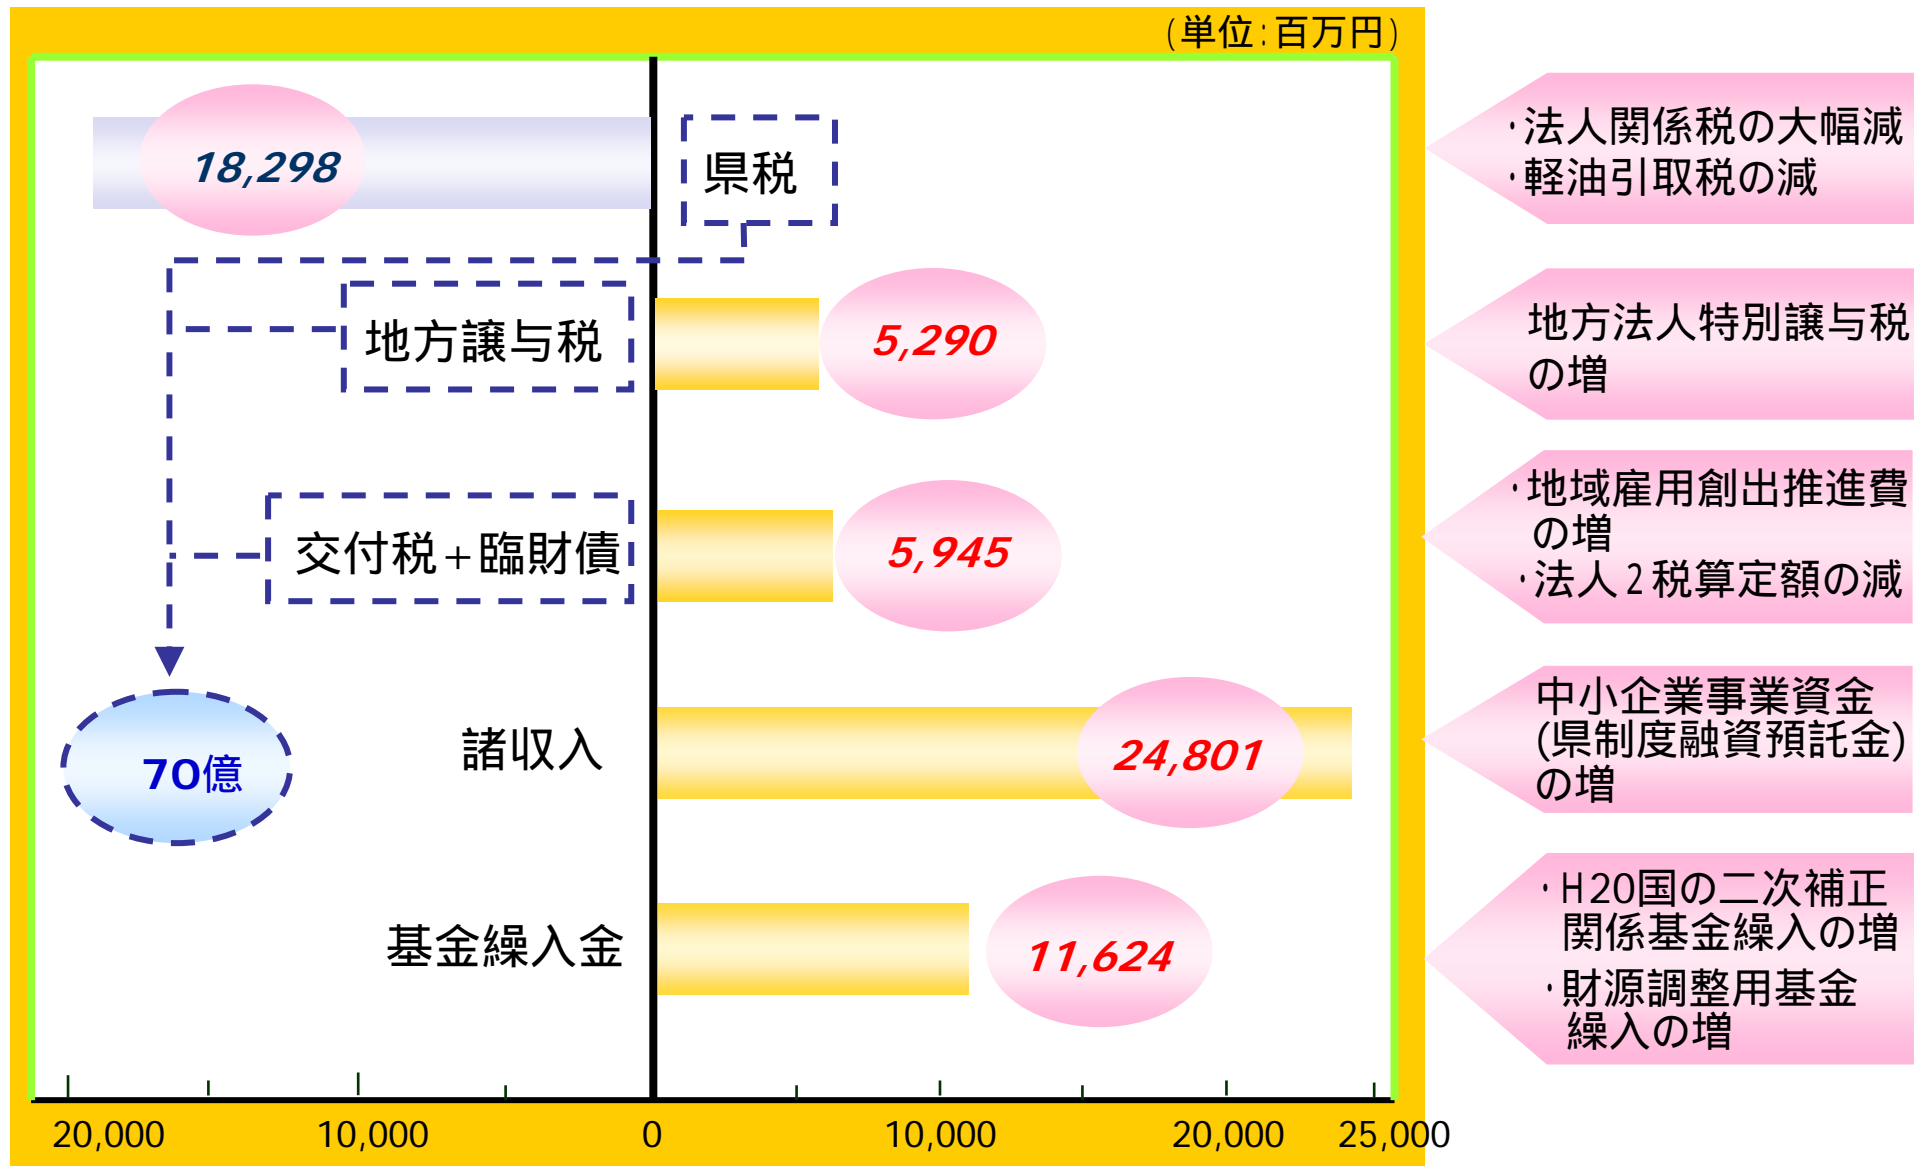 (単位:百万円)
18,298
県税
・法人関係税の大幅減
・軽油引取税の減
地方譲与税
5,290
地方法人特別譲与税
の増
交付税+臨財債
5,945
・地域雇用創出推進費
の増
・法人2税算定額の減
70億
諸収入
24,801
中小企業事業資金
(県制度融資預託金)
の増
基金繰入金
11,624
・H20国の二次補正
関係基金繰入の増
・財源調整用基金
繰入の増
20,000 10,000 0 10,000 20,000 25,000